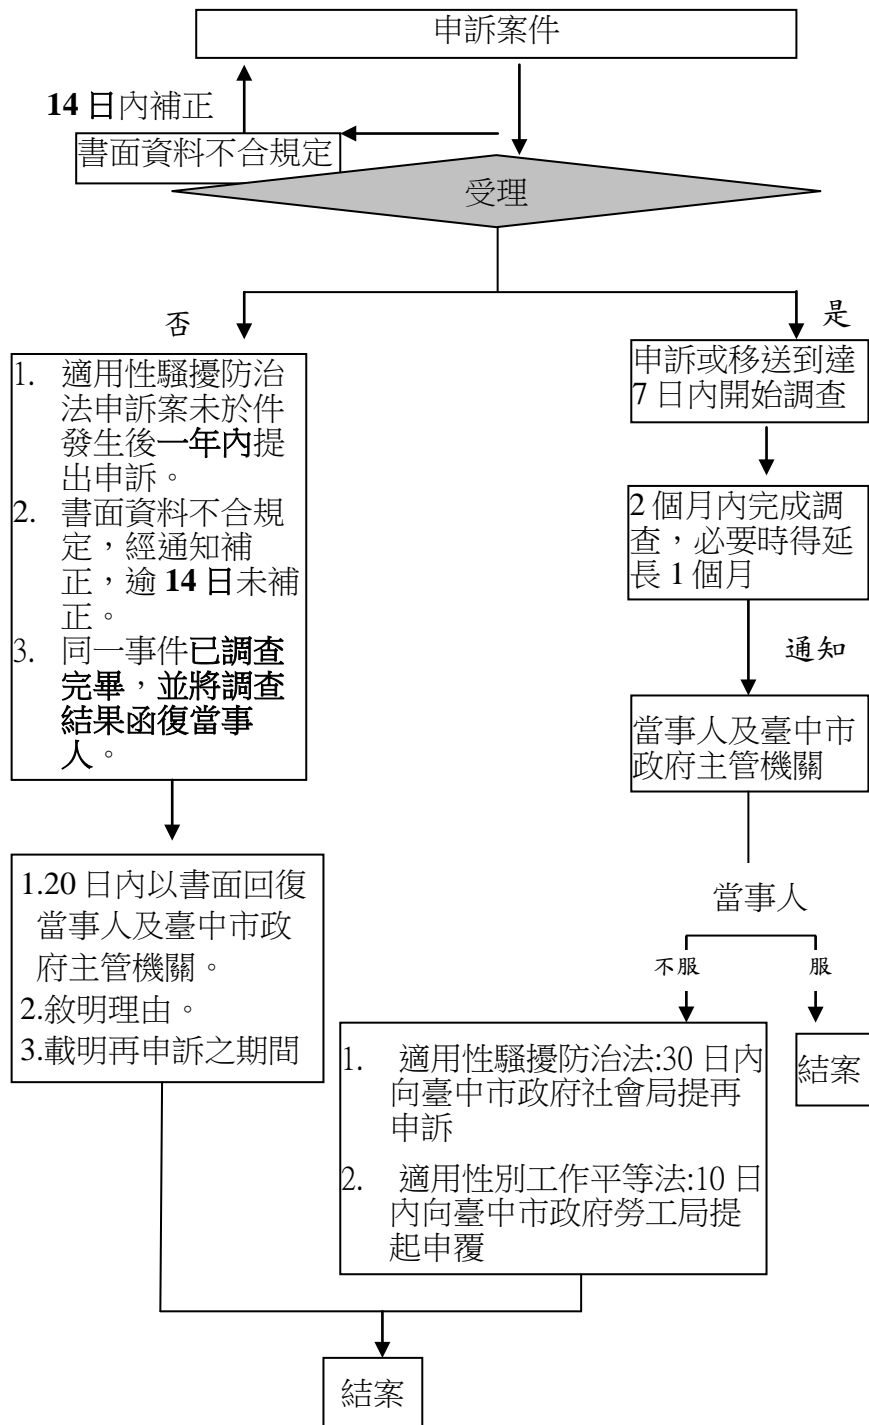 申訴案件
14 日內補正
書面資料不合規定
受理
否
是
1. 適用性騷擾防治
法申訴案未於件
發生後一年內提
出申訴。
2. 書面資料不合規
定，經通知補
正，逾 14 日未補
正。
3. 同一事件已調查
完畢，並將調查
結果函復當事
人。
申訴或移送到達
7 日內開始調查
2 個月內完成調
查，必要時得延
長 1 個月
通知
當事人及臺中市
政府主管機關
1.20 日內以書面回復
當事人及臺中市政
府主管機關。
2.敘明理由。
3.載明再申訴之期間
當事人
不服
服
1. 適用性騷擾防治法:30 日內
向臺中市政府社會局提再
申訴
2. 適用性別工作平等法:10 日
內向臺中市政府勞工局提
起申覆
結案
結案